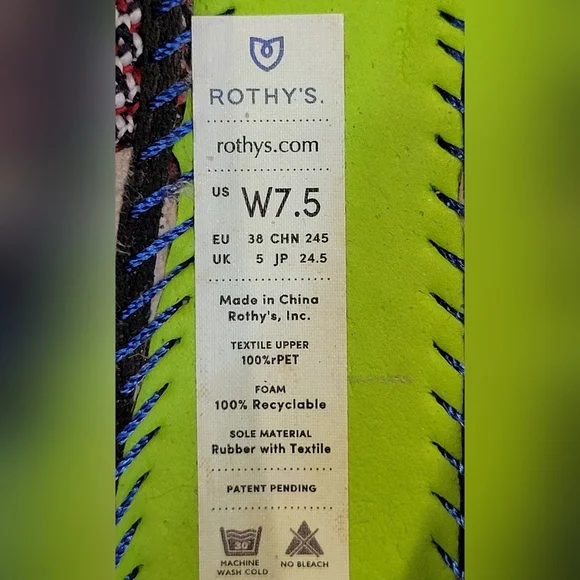 ROTHY'S.
rothys.com
US W7.5
EU 38 CHN 245
UK 5 JP 24.5
Made in China
Rothy's, Inc.
TEXTILE UPPER
100%rPET
FOAM
100% Recyclable
SOLE MATERIAL
Rubber with Textile
PATENT PENDING
30°
MACHINE
WASH COLD
NO BLEACH